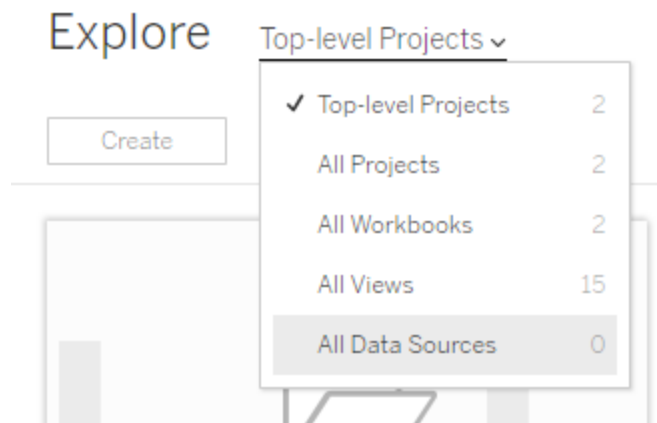 Explore Top-level Projects
Top-level Projects 2
Create
All Projects 2
All Workbooks 2
All Views 15
All Data Sources 0